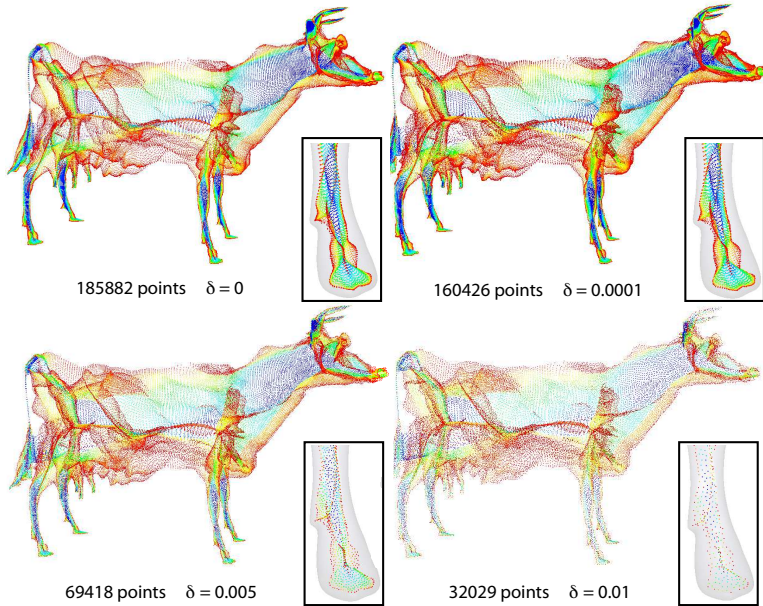 185882 points δ = 0
160426 points δ = 0.0001
69418 points δ = 0.005
32029 points δ = 0.01